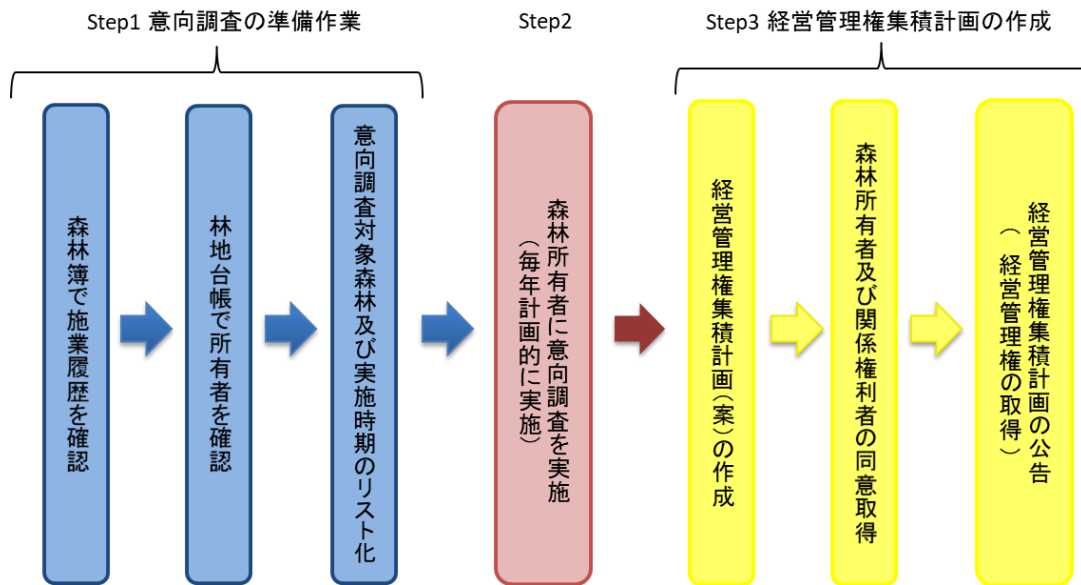 Step1 意向調査の準備作業
Step2
Step3 経営管理権集積計画の作成
森林簿で施業履歴を確認
林地台帳で所有者を確認
意向調査対象森林及び実施時期のリスト化
森林所有者に意向調査を実施
（毎年計画的に実施）
経営管理権集積計画（案）の作成
森林所有者及び関係権利者の同意取得
経営管理権集積計画の公告
（ 経営管理権の取得 ）